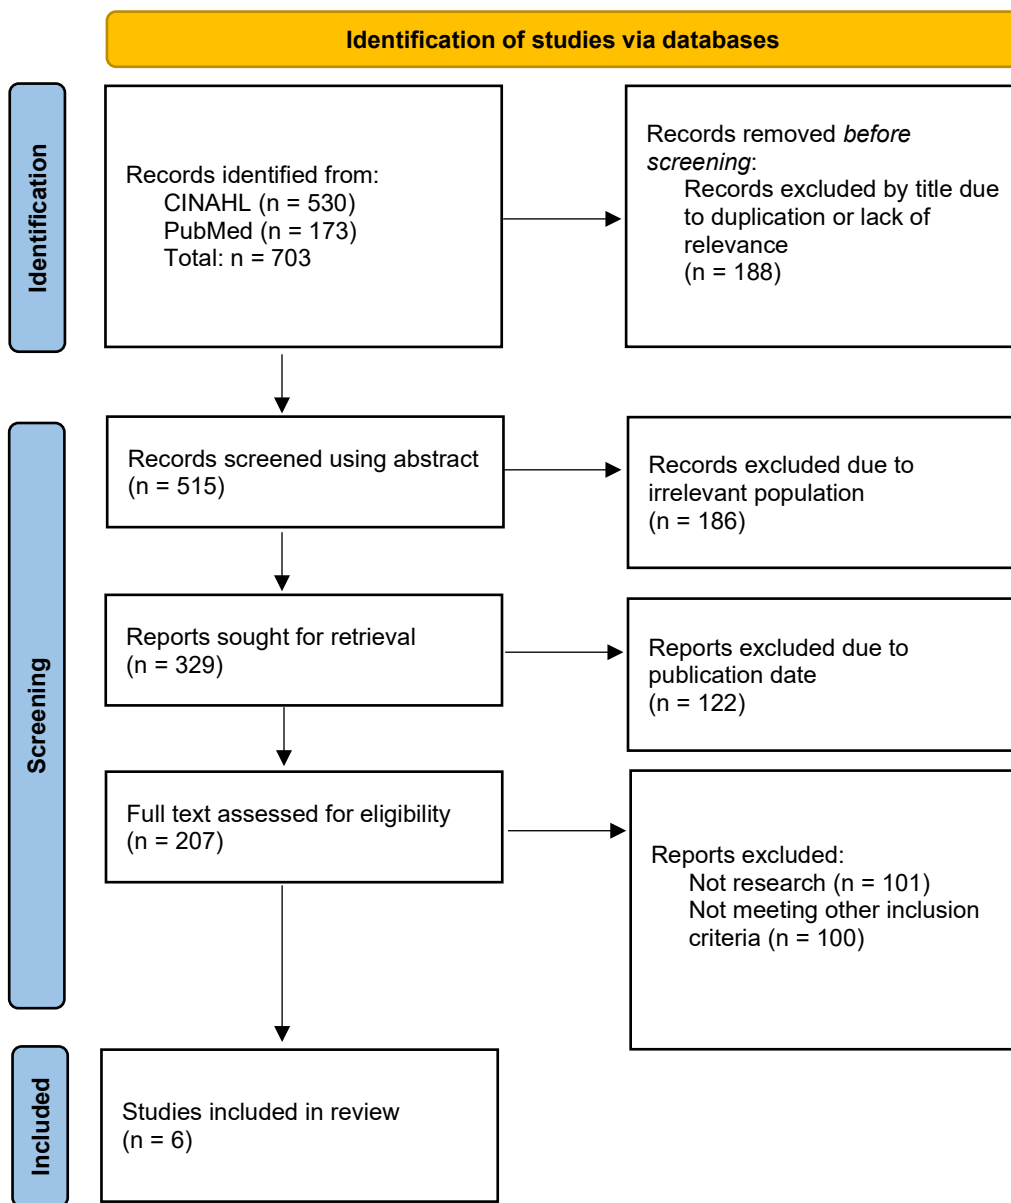 Identification of studies via databases
Identification
Records identified from:
CINAHL (n = 530)
PubMed (n = 173)
Total: n = 703
Records removed before
screening:
Records excluded by title due
to duplication or lack of
relevance
(n = 188)
Screening
Records screened using abstract
(n = 515)
Records excluded due to
irrelevant population
(n = 186)
Reports sought for retrieval
(n = 329)
Reports excluded due to
publication date
(n = 122)
Full text assessed for eligibility
(n = 207)
Reports excluded:
Not research (n = 101)
Not meeting other inclusion
criteria (n = 100)
Included
Studies included in review
(n = 6)